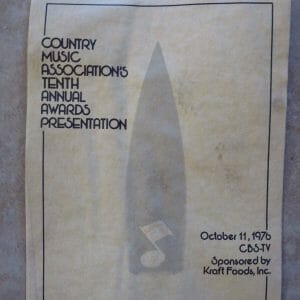 COUNTRY
MUSIC
ASSOCIATION'S
TENTH
ANNUAL
AWARDS
PRESENTATION
October 11, 1976
CBS-TV
Sponsored by
Kraft Foods, Inc.